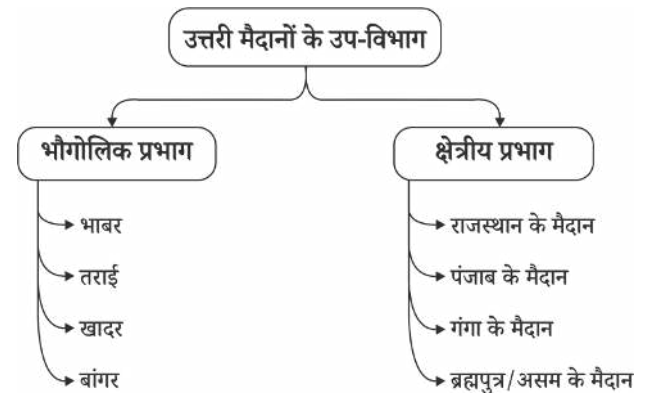 उत्तरी मैदानों के उप-विभाग
भौगोलिक प्रभाग
भाबर
तराई
खादर
बांगर
क्षेत्रीय प्रभाग
राजस्थान के मैदान
पंजाब के मैदान
गंगा के मैदान
ब्रह्मपुत्र/असम के मैदान